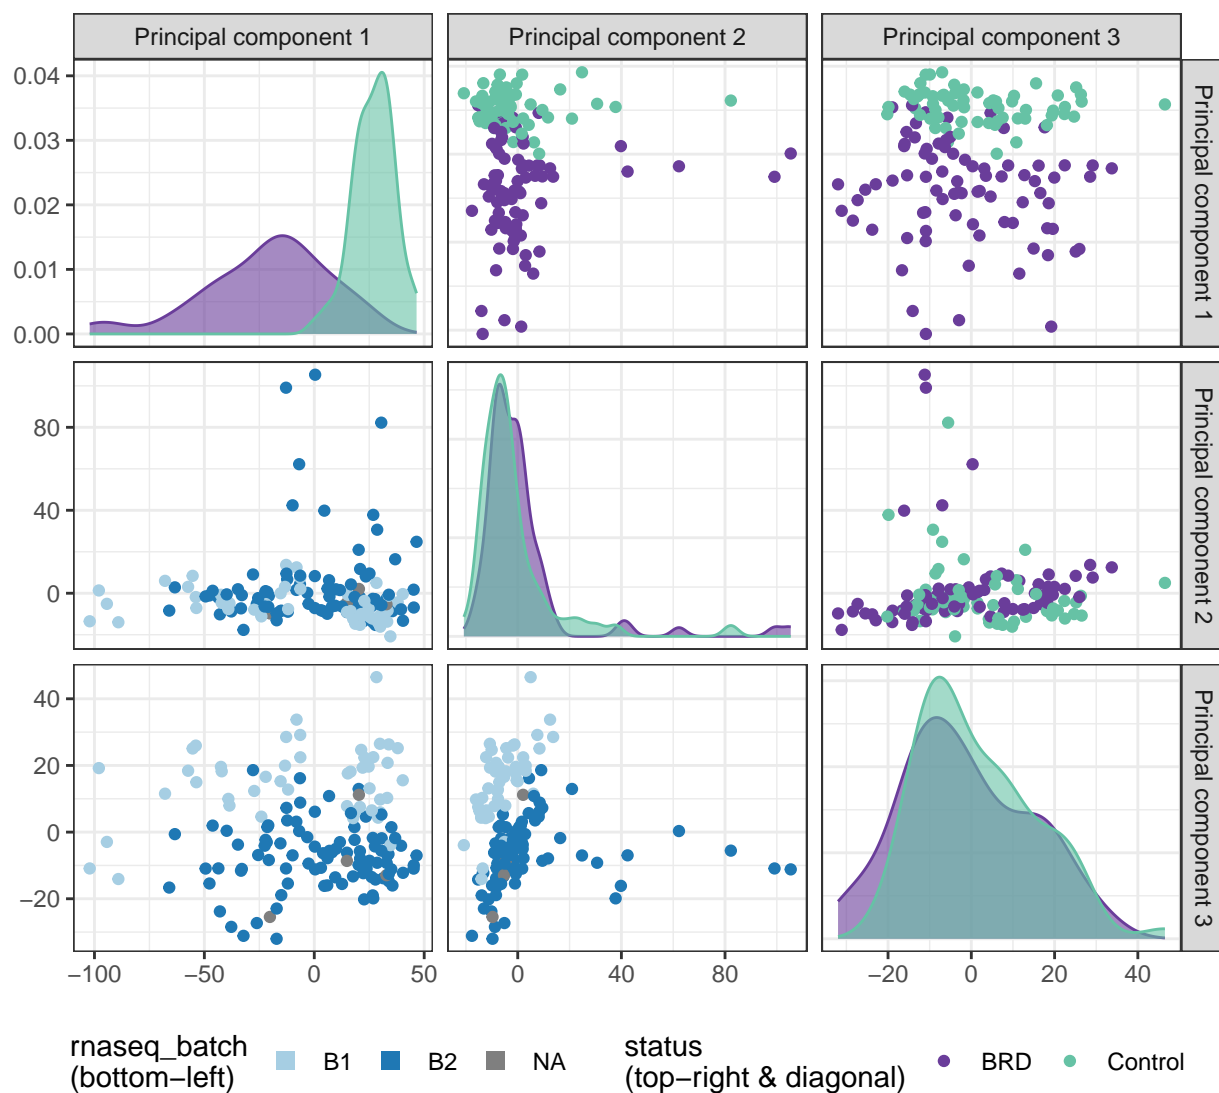 Principal component 1
Principal component 2
Principal component 3
0.04
0.03
0.02
0.01
0.00
Principal component 1
80
40
0
Principal component 2
40
20
0
−20
Principal component 3
−100
−50
0
50
0
40
80
−20
0
20
40
rnaseq_batch
(bottom−left)
B1
B2
NA
status
(top−right & diagonal)
BRD
Control